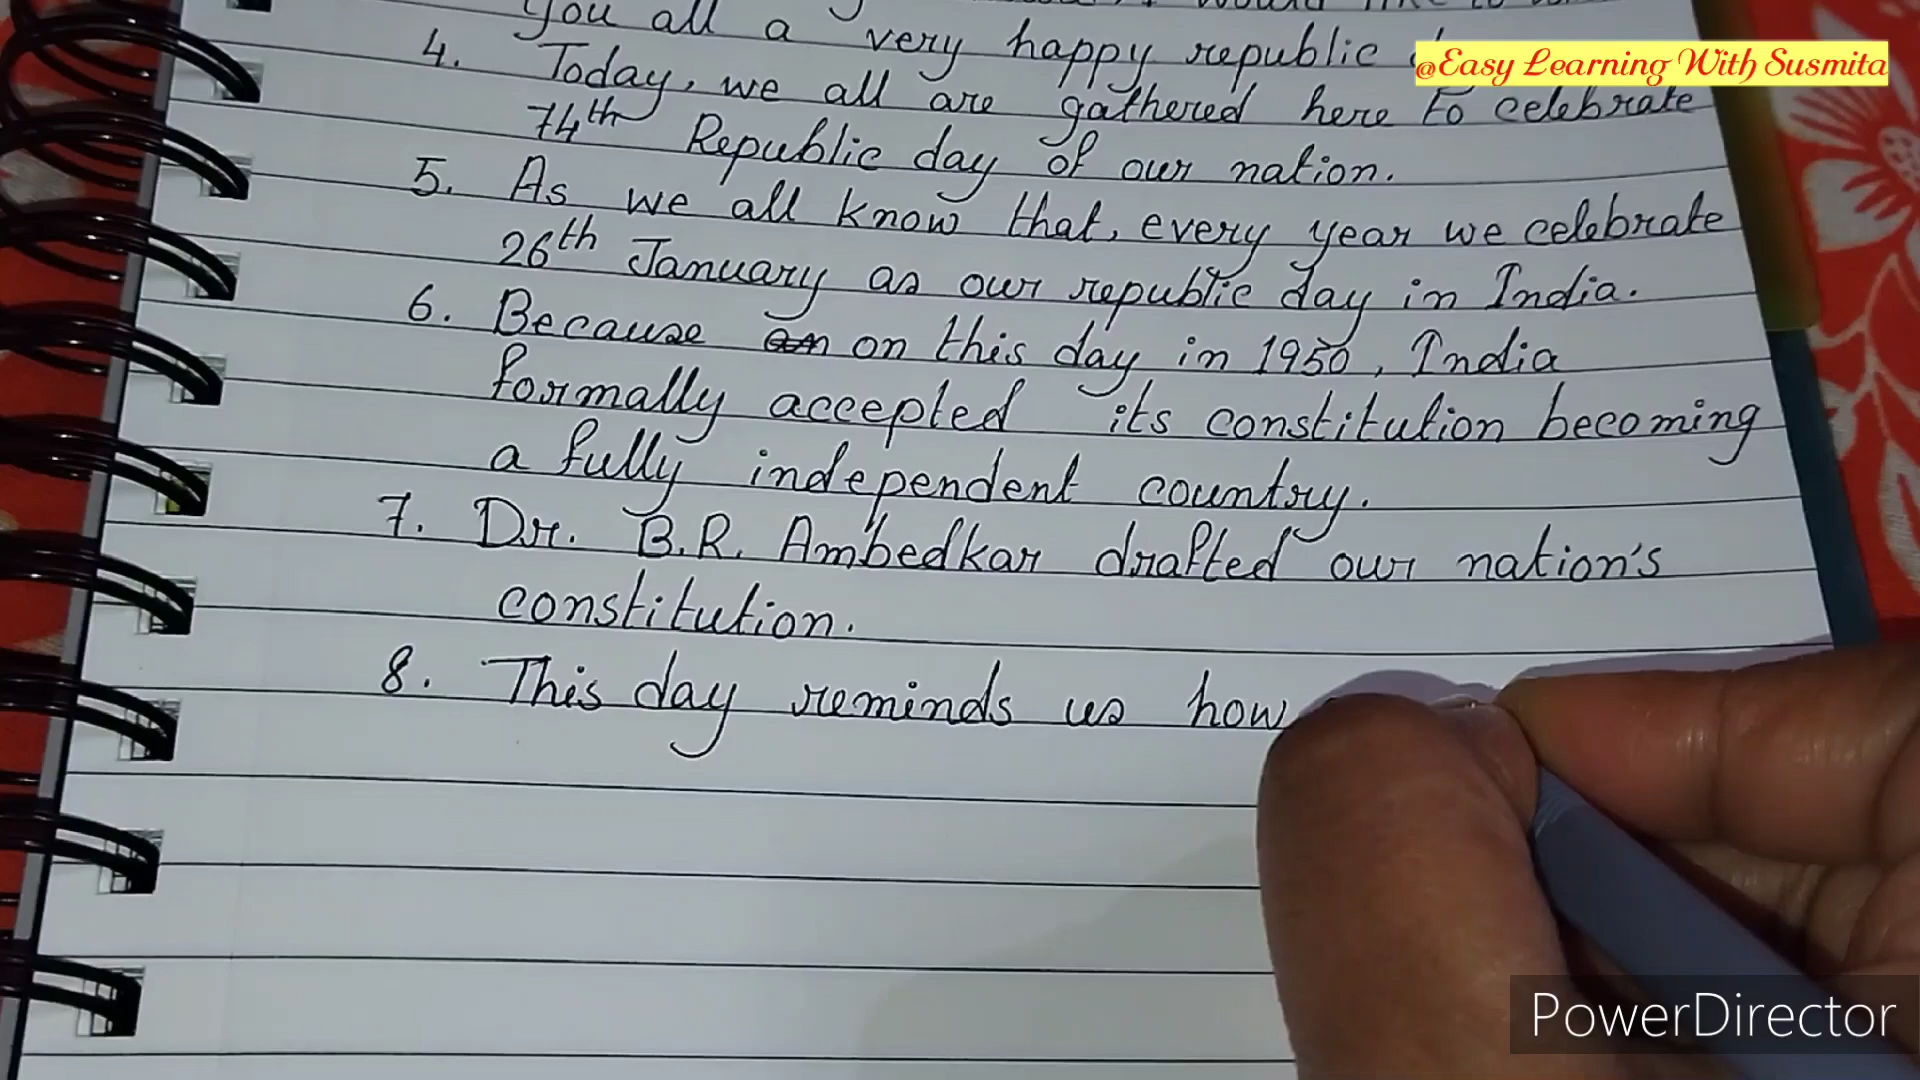 would like to
You all a very happy republic
@Easy Learning With Susmita
4. Today, we all are gathered here to celebrate
74th Republic day of our nation.
5. As we all know that, every year we celebrate
26th January as our republic day in India.
6. Because on this day in 1950, India
formally accepted its constitution becoming
a fully independent country.
7. Dr. B.R. Ambedkar drafted our nation's
constitution.
8. This day reminds us how
PowerDirector